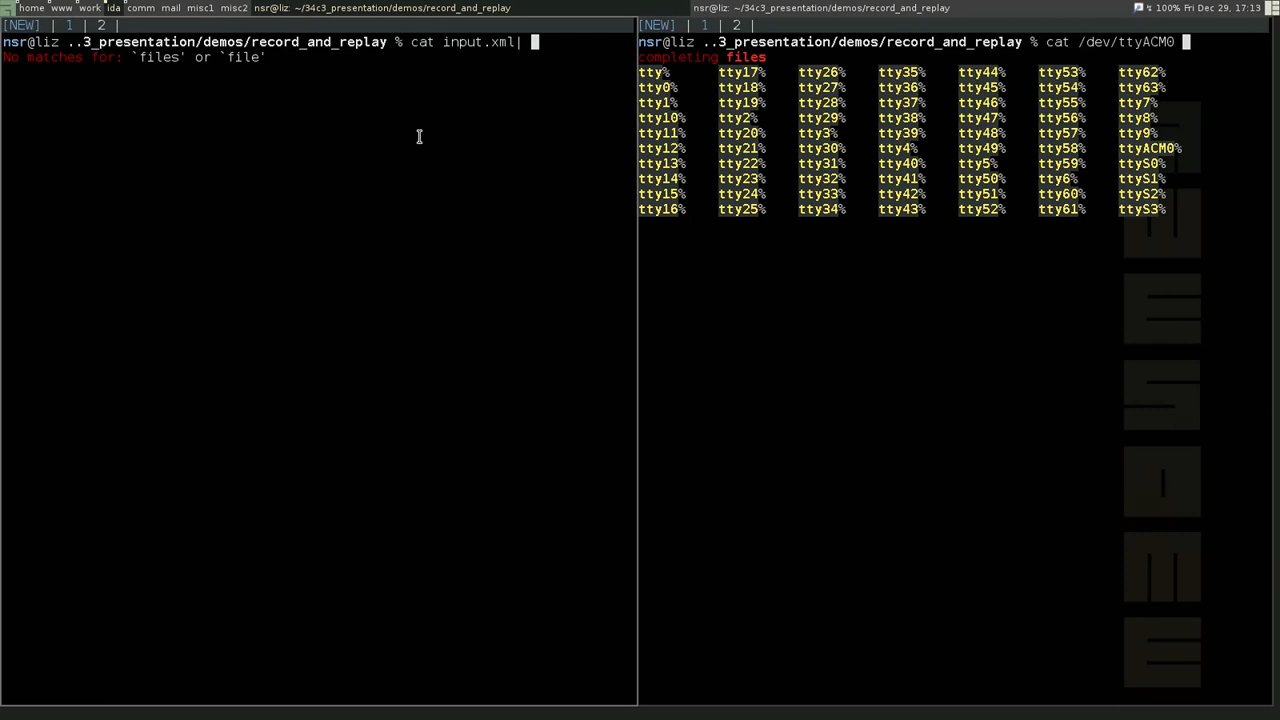 home www work ida comm mail misc1 misc2 nsr@liz: ~/34c3_presentation/demos/record_and_replay nsr@liz: ~/34c3_presentation/demos/record_and_replay 100% Fri Dec 29, 17:13
[NEW] | 1 | 2 |
nsr@liz ..3_presentation/demos/record_and_replay % cat input.xml|
No matches for: `files' or `file'
[NEW] | 1 | 2 |
nsr@liz ..3_presentation/demos/record_and_replay % cat /dev/ttyACM0
completing files
tty% tty17% tty26% tty35% tty44% tty53% tty62%
tty0% tty18% tty27% tty36% tty45% tty54% tty63%
tty1% tty19% tty28% tty37% tty46% tty55% tty7%
tty10% tty2% tty29% tty38% tty47% tty56% tty8%
tty11% tty20% tty3% tty39% tty48% tty57% tty9%
tty12% tty21% tty30% tty4% tty49% tty58% ttyACM0%
tty13% tty22% tty31% tty40% tty5% tty59% ttyS0%
tty14% tty23% tty32% tty41% tty50% tty6% ttyS1%
tty15% tty24% tty33% tty42% tty51% tty60% ttyS2%
tty16% tty25% tty34% tty43% tty52% tty61% ttyS3%